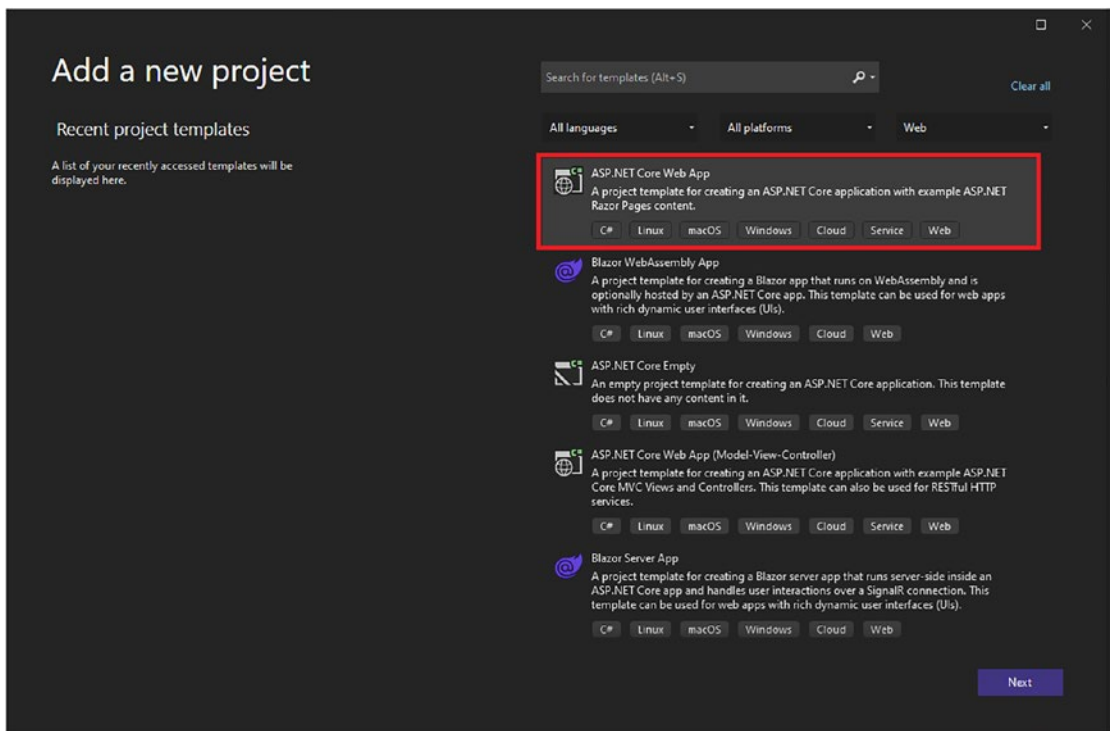 Add a new project
Search for templates (Alt+S)
Clear all
Recent project templates
A list of your recently accessed templates will be
displayed here.
All languages
All platforms
Web
ASP.NET Core Web App
A project template for creating an ASP.NET Core application with example ASP.NET
Razor Pages content.
C# Linux macOS Windows Cloud Service Web
Blazor WebAssembly App
A project template for creating a Blazor app that runs on WebAssembly and is
optionally hosted by an ASP.NET Core app. This template can be used for web apps
with rich dynamic user interfaces (UIs).
C# Linux macOS Windows Cloud Web
ASP.NET Core Empty
An empty project template for creating an ASP.NET Core application. This template
does not have any content in it.
C# Linux macOS Windows Cloud Service Web
ASP.NET Core Web App (Model-View-Controller)
A project template for creating an ASP.NET Core application with example ASP.NET
Core MVC Views and Controllers. This template can also be used for RESTful HTTP
services.
C# Linux macOS Windows Cloud Service Web
Blazor Server App
A project template for creating a Blazor server app that runs server-side inside an
ASP.NET Core app and handles user interactions over a SignalR connection. This
template can be used for web apps with rich dynamic user interfaces (UIs).
C# Linux macOS Windows Cloud Web
Next